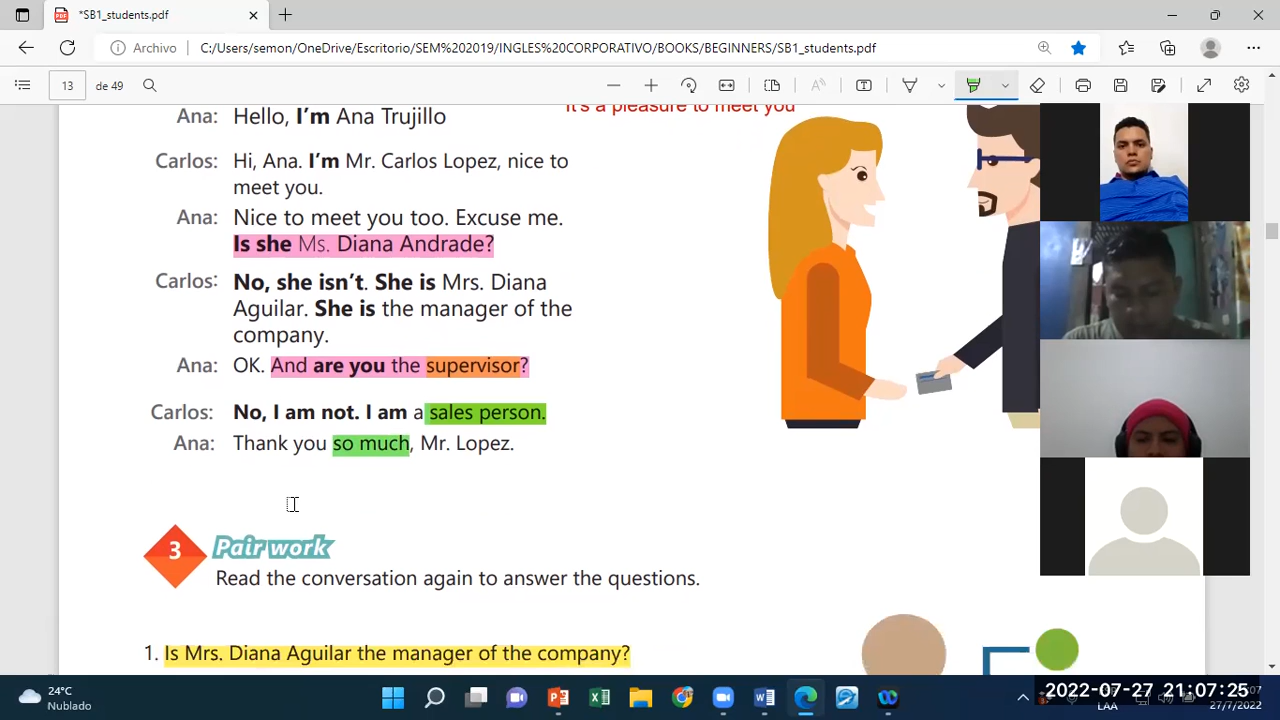 *SB1_students.pdf
Archivo
C:/Users/semon/OneDrive/Escritorio/SEM%202019/INGLES%20CORPORATIVO/BOOKS/BEGINNERS/SB1_students.pdf
13 de 49
It's a pleasure to meet you
Ana: Hello, I'm Ana Trujillo
Carlos: Hi, Ana. I'm Mr. Carlos Lopez, nice to
meet you.
Ana: Nice to meet you too. Excuse me.
Is she Ms. Diana Andrade?
Carlos: No, she isn't. She is Mrs. Diana
Aguilar. She is the manager of the
company.
Ana: OK. And are you the supervisor?
Carlos: No, I am not. I am a sales person.
Ana: Thank you so much, Mr. Lopez.
3 Pair work
Read the conversation again to answer the questions.
1. Is Mrs. Diana Aguilar the manager of the company?
24°C
Nublado
LAA
2022-07-27 21:07:25
27/7/2022